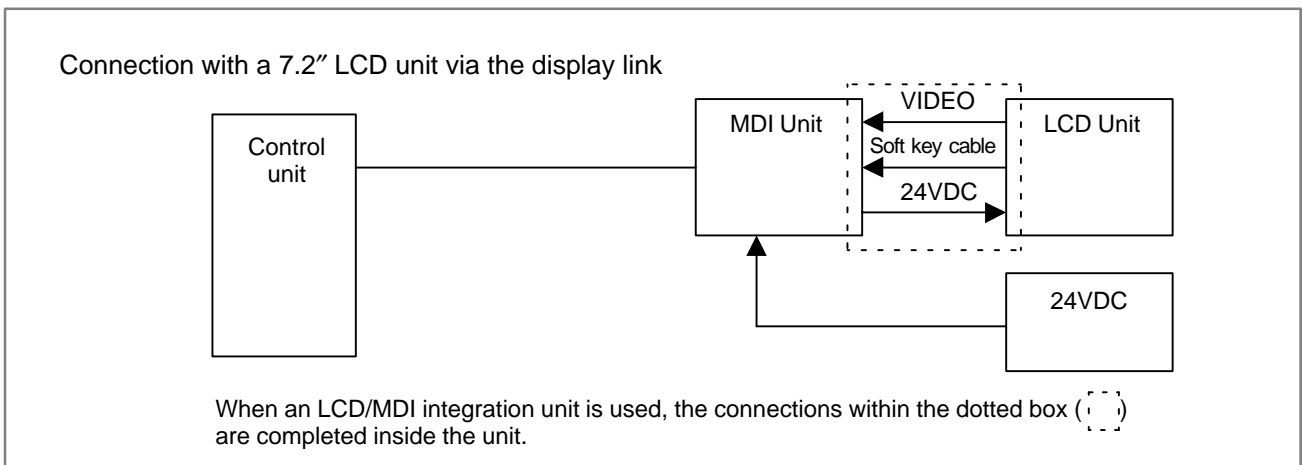 Connection with a 7.2″ LCD unit via the display link
Control
unit
MDI Unit
VIDEO
Soft key cable
24VDC
LCD Unit
24VDC
When an LCD/MDI integration unit is used, the connections within the dotted box ( )
are completed inside the unit.